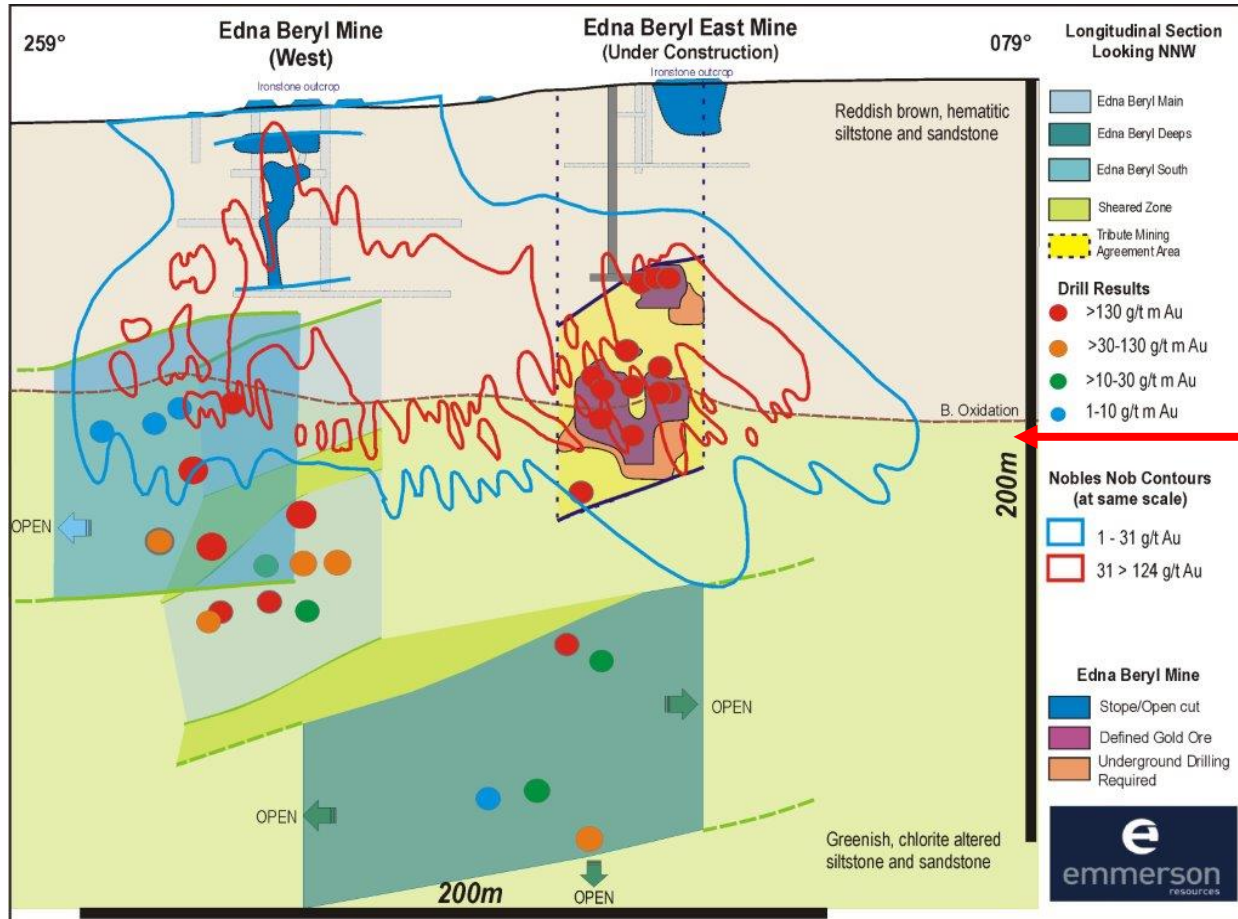 259°
Edna Beryl Mine
(West)
Ironstone outcrop
Edna Beryl East Mine
(Under Construction)
Ironstone outcrop
079°
Reddish brown, hematitic
siltstone and sandstone
B. Oxidation
200m
OPEN
OPEN
OPEN
OPEN
Greenish, chlorite altered
siltstone and sandstone
200m
Longitudinal Section
Looking NNW
Edna Beryl Main
Edna Beryl Deeps
Edna Beryl South
Sheared Zone
Tribute Mining
Agreement Area
Drill Results
>130 g/t m Au
>30-130 g/t m Au
>10-30 g/t m Au
1-10 g/t m Au
Nobles Nob Contours
(at same scale)
1 - 31 g/t Au
31 > 124 g/t Au
Edna Beryl Mine
Stope/Open cut
Defined Gold Ore
Underground Drilling
Required
e
emmerson
resources